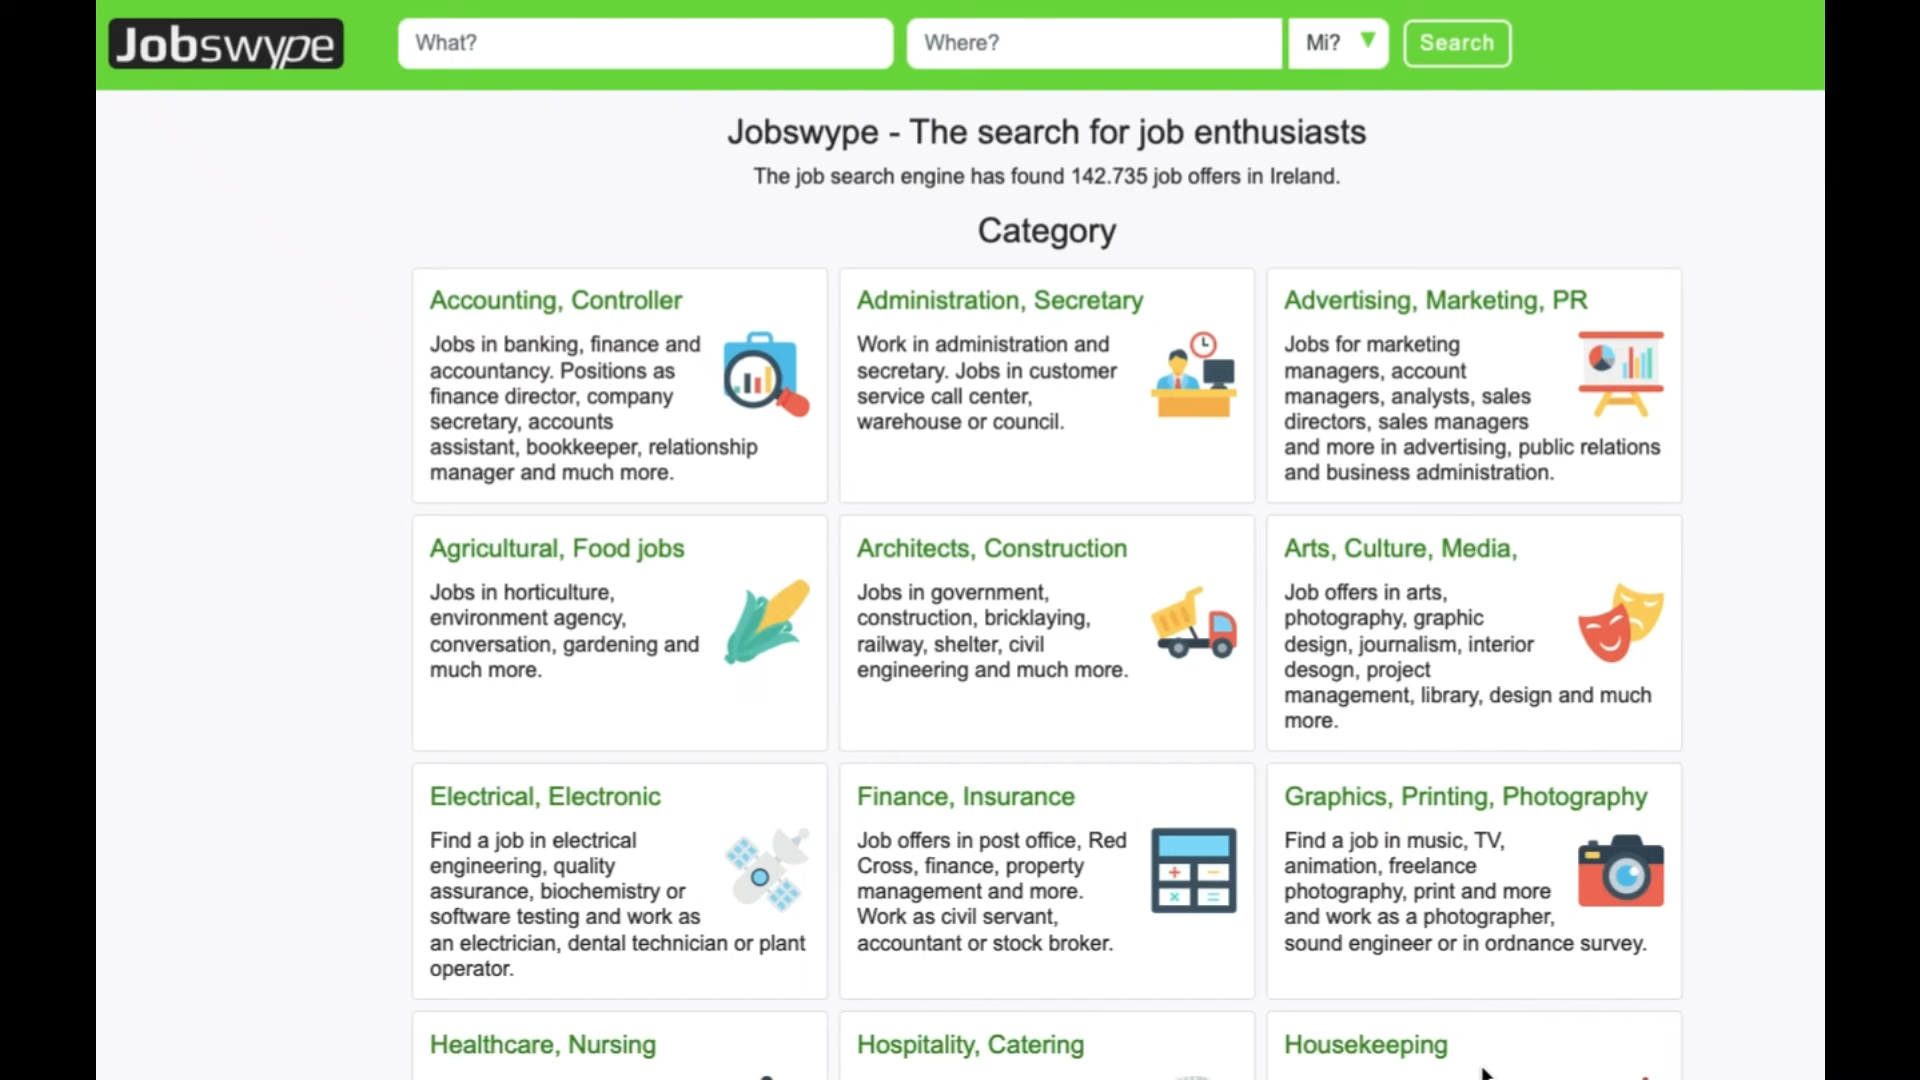 Jobswype
What?
Where?
Mi?
Search
Jobswype - The search for job enthusiasts
The job search engine has found 142.735 job offers in Ireland.
Category
Accounting, Controller
Jobs in banking, finance and
accountancy. Positions as
finance director, company
secretary, accounts
assistant, bookkeeper, relationship
manager and much more.
Administration, Secretary
Work in administration and
secretary. Jobs in customer
service call center,
warehouse or council.
Advertising, Marketing, PR
Jobs for marketing
managers, account
managers, analysts, sales
directors, sales managers
and more in advertising, public relations
and business administration.
Agricultural, Food jobs
Jobs in horticulture,
environment agency,
conversation, gardening and
much more.
Architects, Construction
Jobs in government,
construction, bricklaying,
railway, shelter, civil
engineering and much more.
Arts, Culture, Media,
Job offers in arts,
photography, graphic
design, journalism, interior
desogn, project
management, library, design and much
more.
Electrical, Electronic
Find a job in electrical
engineering, quality
assurance, biochemistry or
software testing and work as
an electrician, dental technician or plant
operator.
Finance, Insurance
Job offers in post office, Red
Cross, finance, property
management and more.
Work as civil servant,
accountant or stock broker.
Graphics, Printing, Photography
Find a job in music, TV,
animation, freelance
photography, print and more
and work as a photographer,
sound engineer or in ordnance survey.
Healthcare, Nursing
Hospitality, Catering
Housekeeping